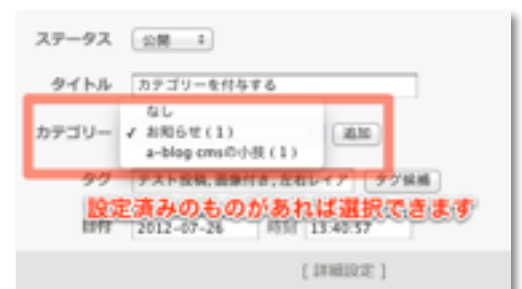 ステータス 公開
タイトル カテゴリーを付与する
なし
カテゴリー ✓ お知らせ(1) 追加
a-blog cmsの小技(1)
タグ テスト投稿,画像付き,左右レイア タグ候補
設定済みのものがあれば選択できます
日付 2012-07-26 時刻 13:40:57
[ 詳細設定 ]